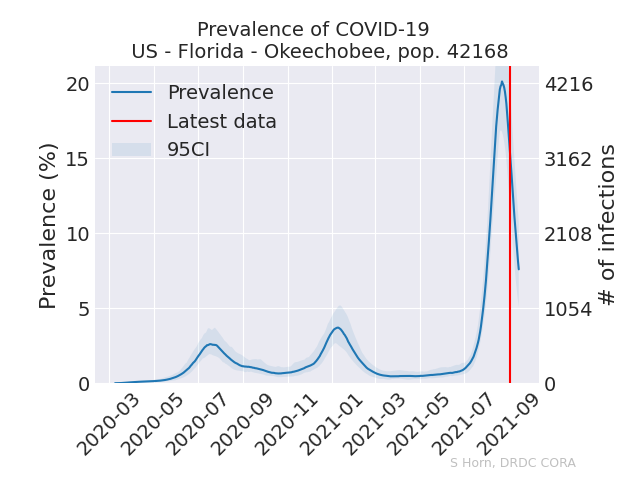 Prevalence of COVID-19
US - Florida - Okeechobee, pop. 42168
Prevalence
Latest data
95CI
Prevalence (%)
20
15
10
5
0
4216
3162
2108
1054
0
# of infections
2020-03
2020-05
2020-07
2020-09
2020-11
2021-01
2021-03
2021-05
2021-07
2021-09
S Horn, DRDC CORA